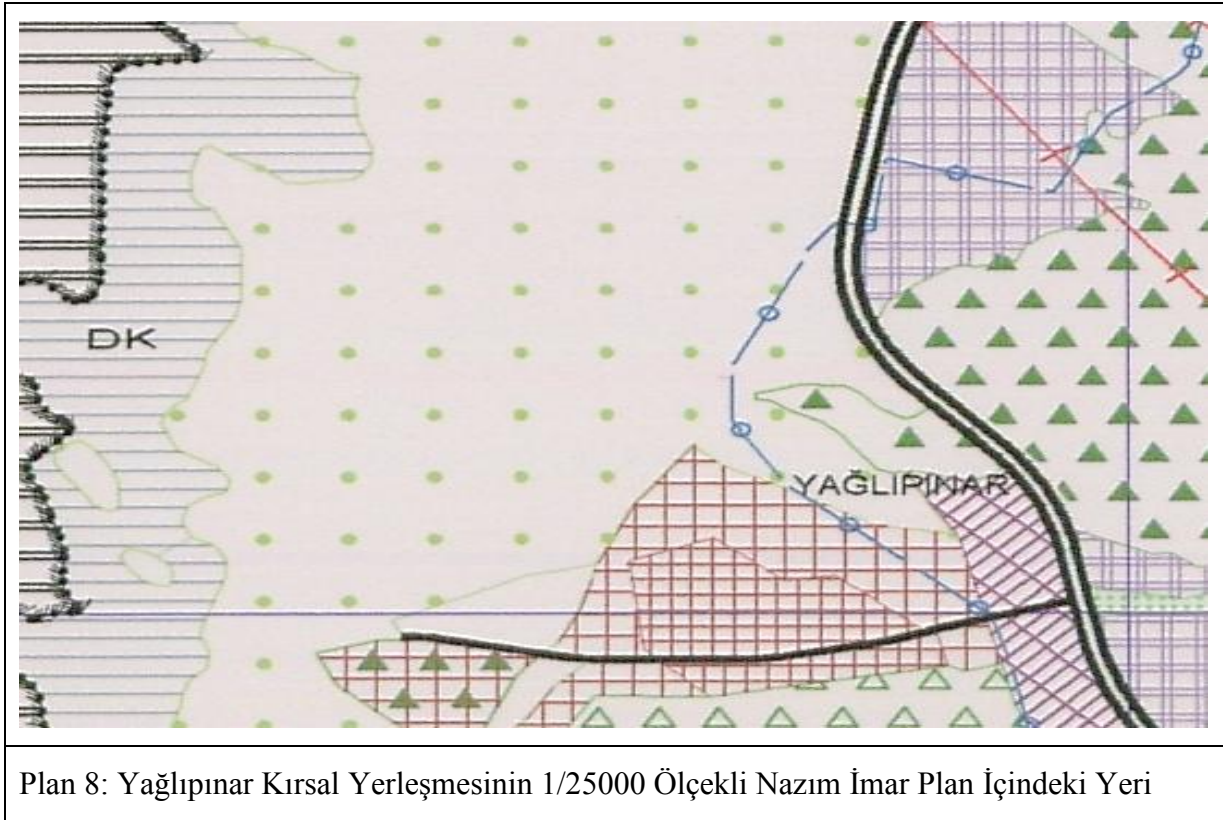 DK
YAĞLIPINAR
Plan 8: Yağlıpınar Kırsal Yerleşmesinin 1/25000 Ölçekli Nazım İmar Plan İçindeki Yeri